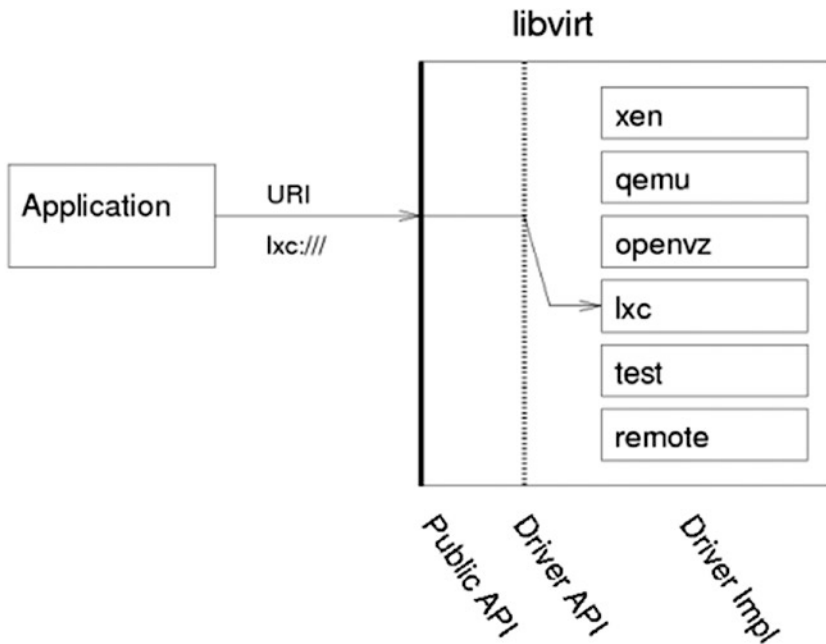 libvirt
xen
qemu
openvz
lxc
test
remote
Application
URI
lxc:///
Public API
Driver API
Driver Impl